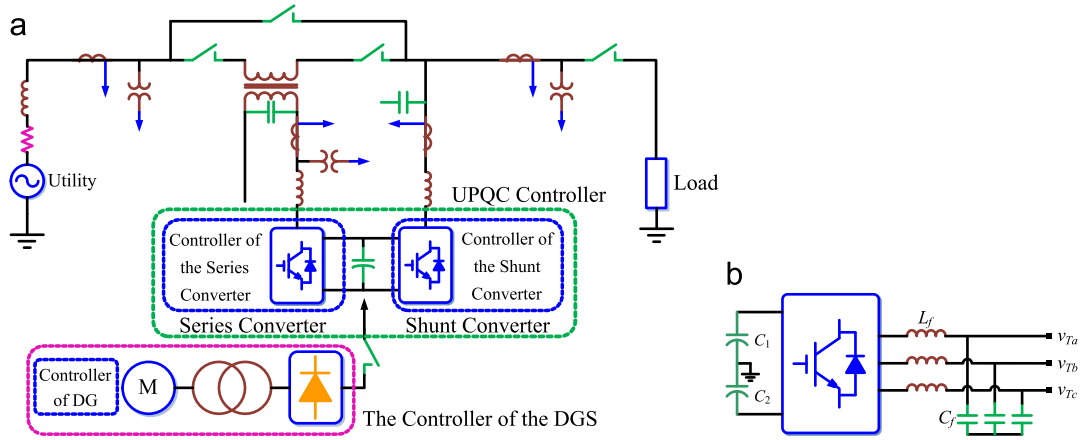 a
Utility
Load
UPQC Controller
Controller of
the Series
Converter
Controller of
the Shunt
Converter
Series Converter
Shunt Converter
Controller
of DG
M
The Controller of the DGS
b
C1
C2
Lf
Cf
vTa
vTb
vTc